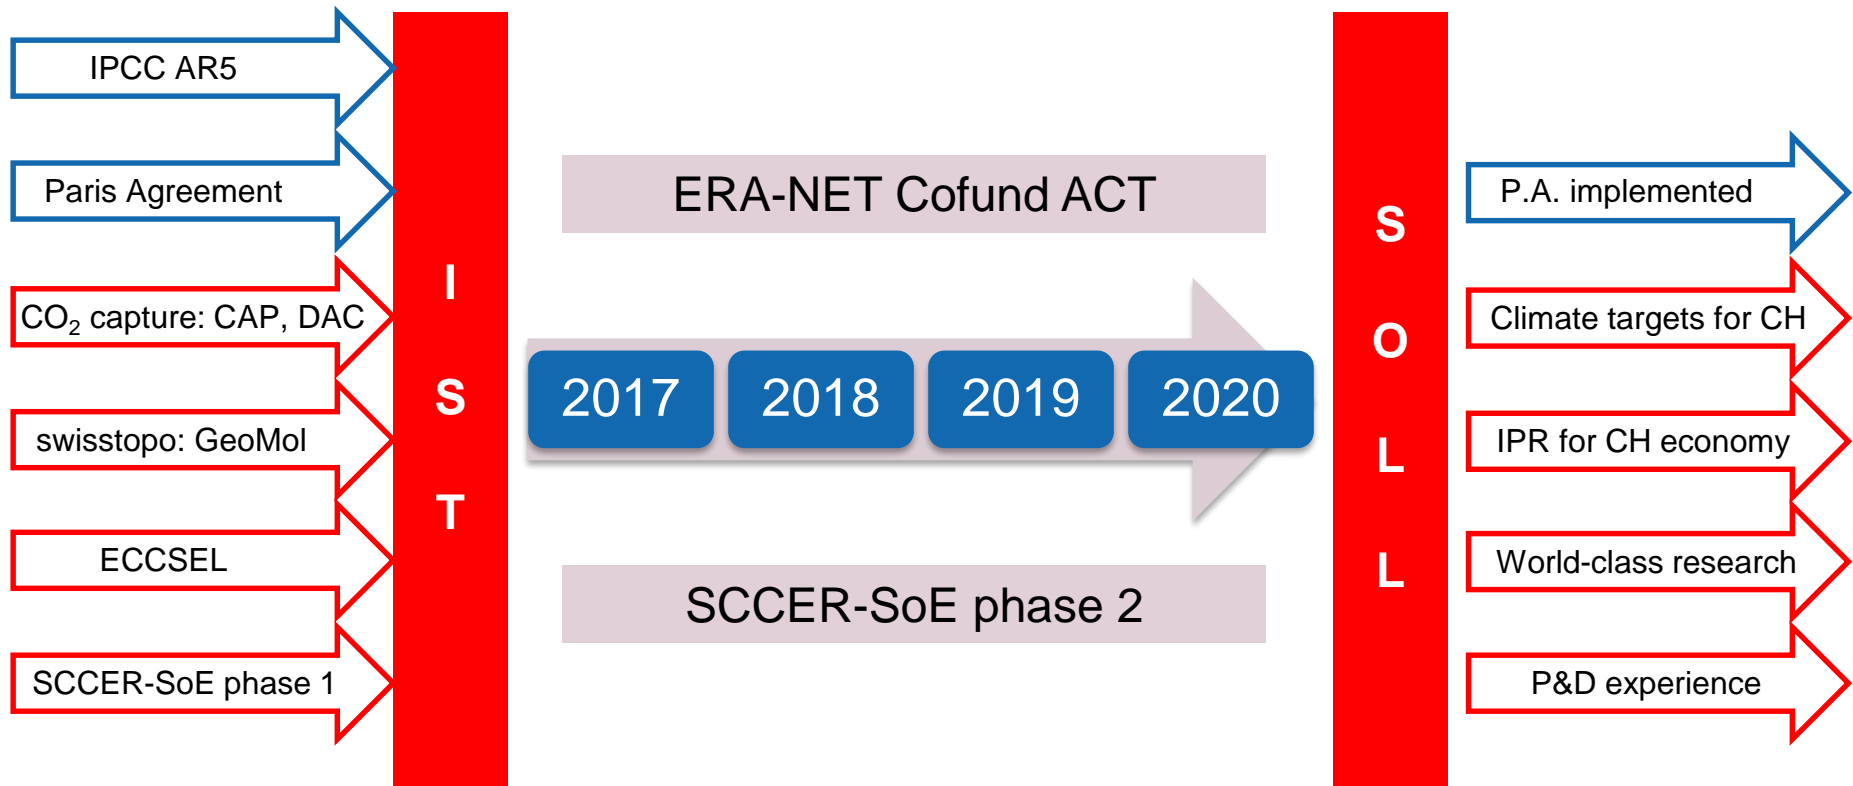 IPCC AR5
Paris Agreement
CO₂ capture: CAP, DAC
swisstopo: GeoMol
ECCSEL
SCCER-SoE phase 1
I
S
T
ERA-NET Cofund ACT
2017 2018 2019 2020
SCCER-SoE phase 2
S
O
L
L
P.A. implemented
Climate targets for CH
IPR for CH economy
World-class research
P&D experience